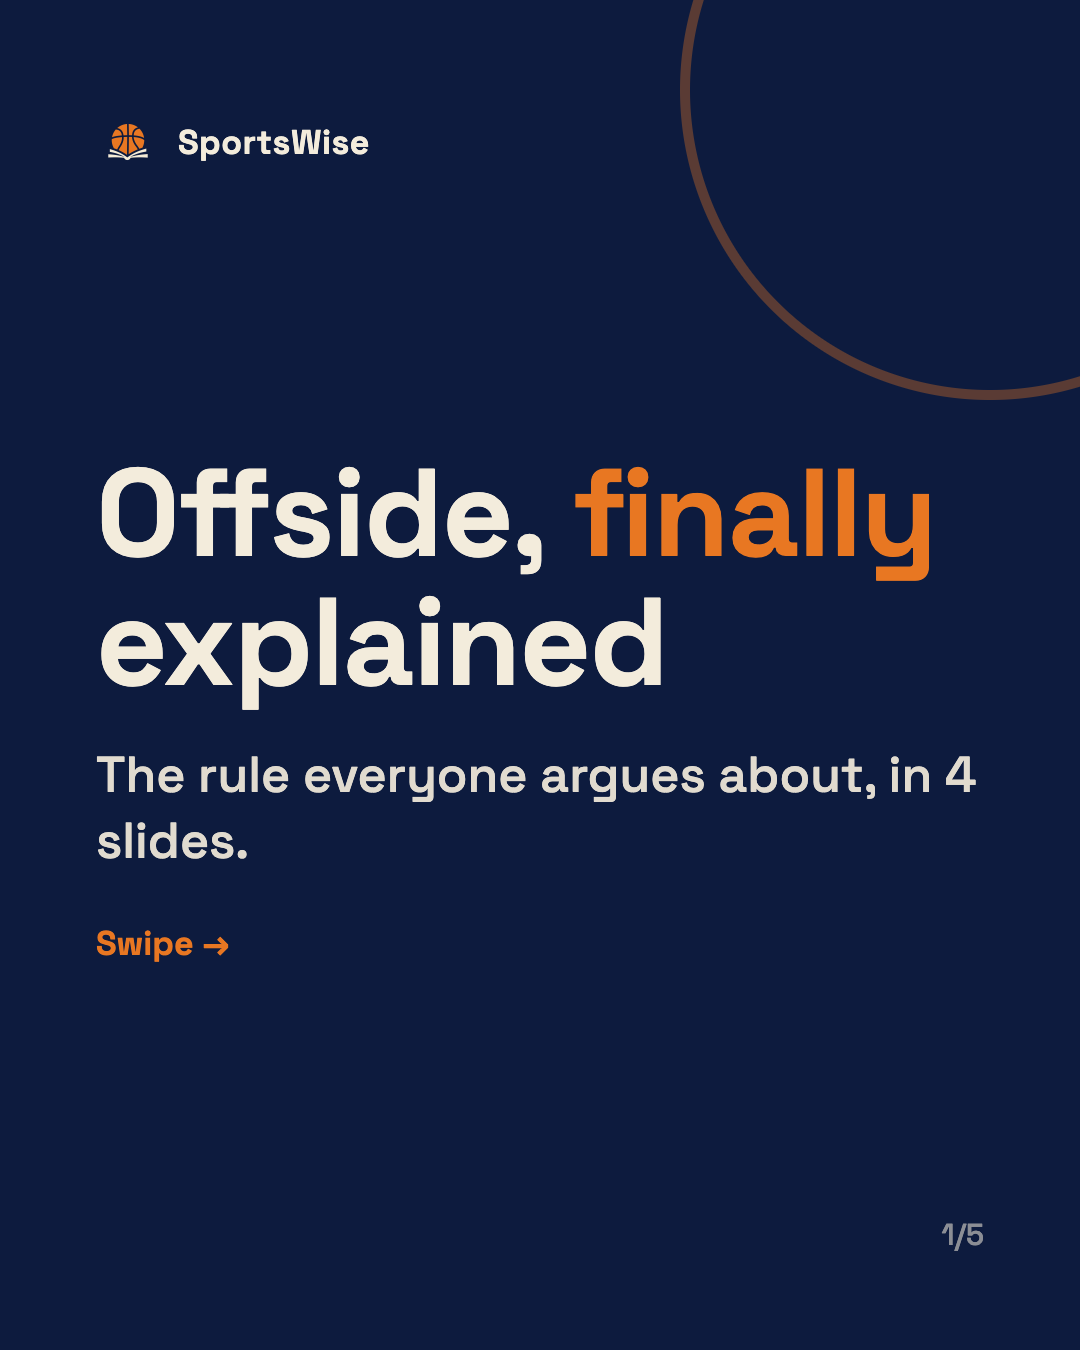 SportsWise
Offside, finally
explained
The rule everyone argues about, in 4
slides.
Swipe →
1/5